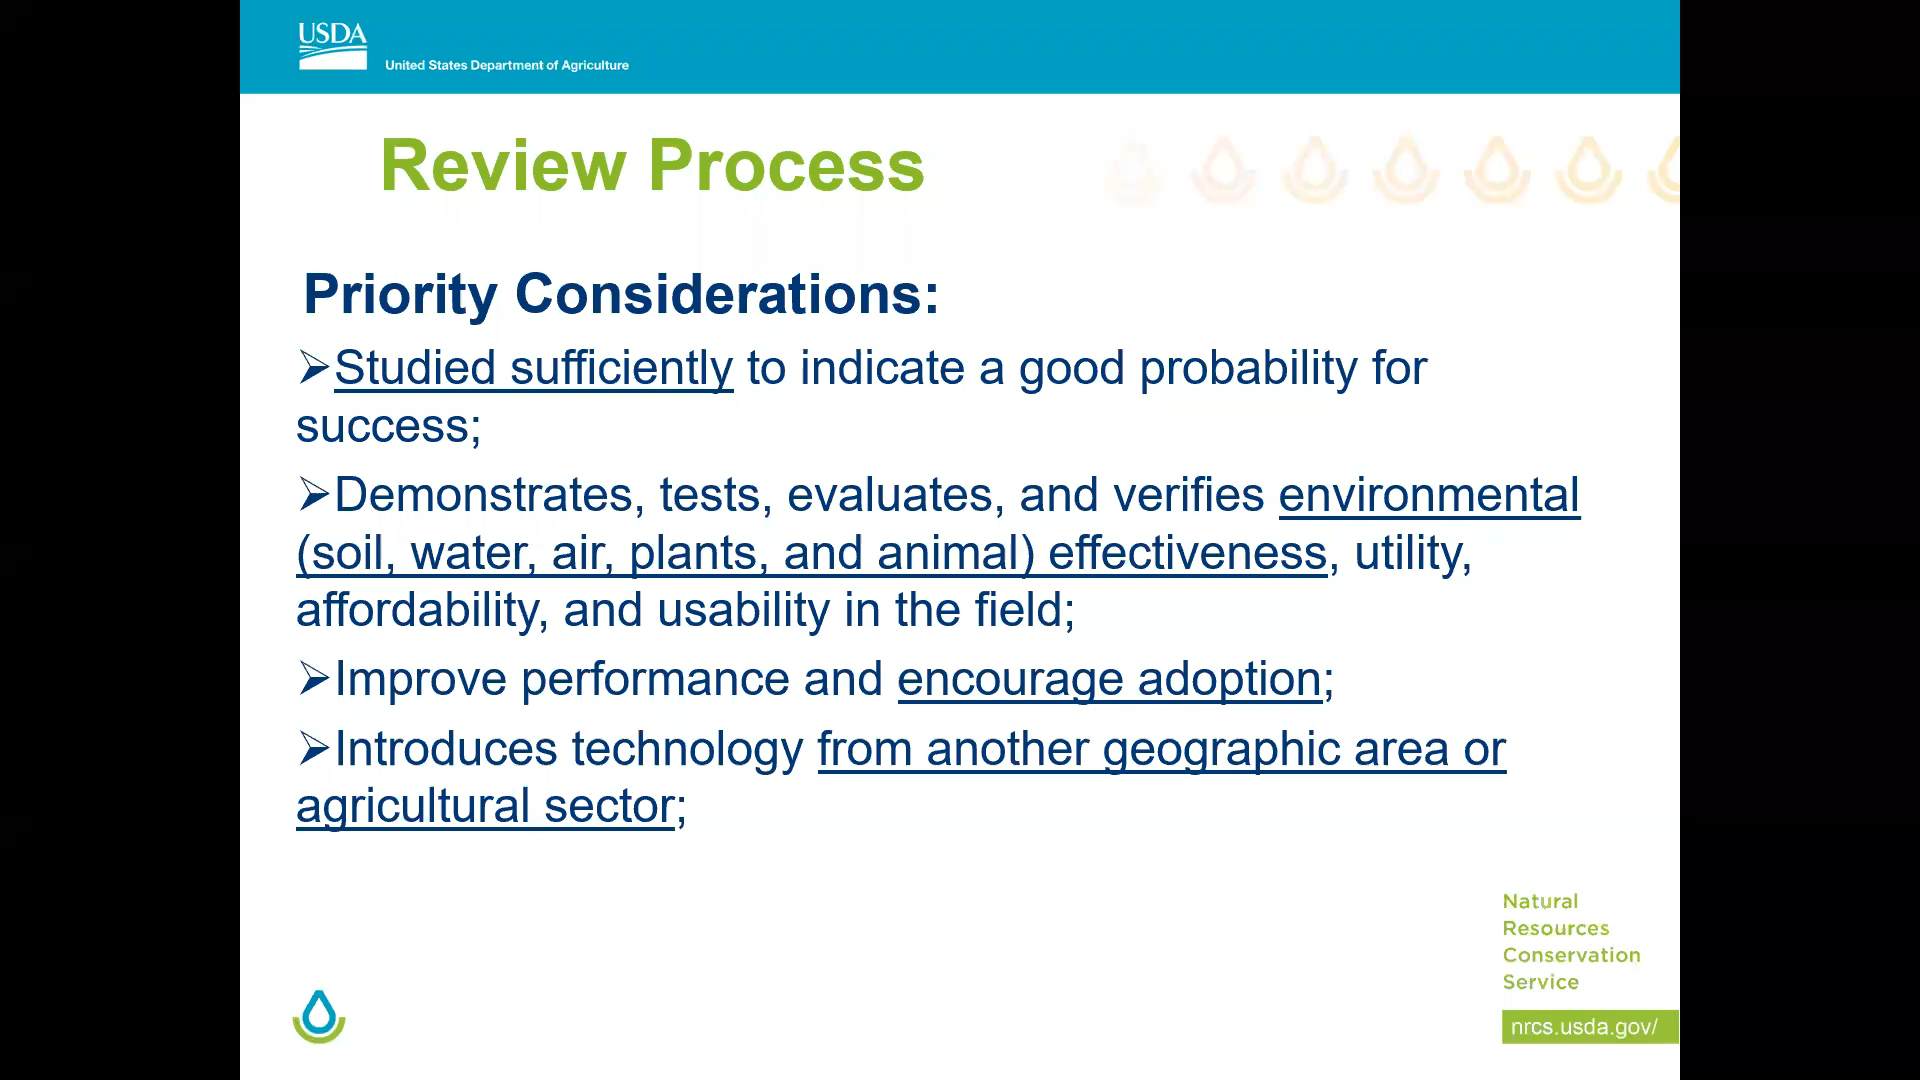 USDA
United States Department of Agriculture
Review Process
Priority Considerations:
➢Studied sufficiently to indicate a good probability for
success;
➢Demonstrates, tests, evaluates, and verifies environmental
(soil, water, air, plants, and animal) effectiveness, utility,
affordability, and usability in the field;
➢Improve performance and encourage adoption;
➢Introduces technology from another geographic area or
agricultural sector;
Natural
Resources
Conservation
Service
nrcs.usda.gov/